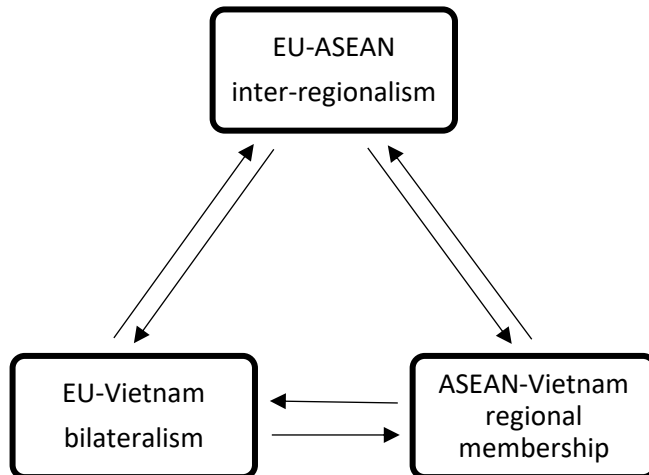 EU-ASEAN
inter-regionalism
EU-Vietnam
bilateralism
ASEAN-Vietnam
regional
membership